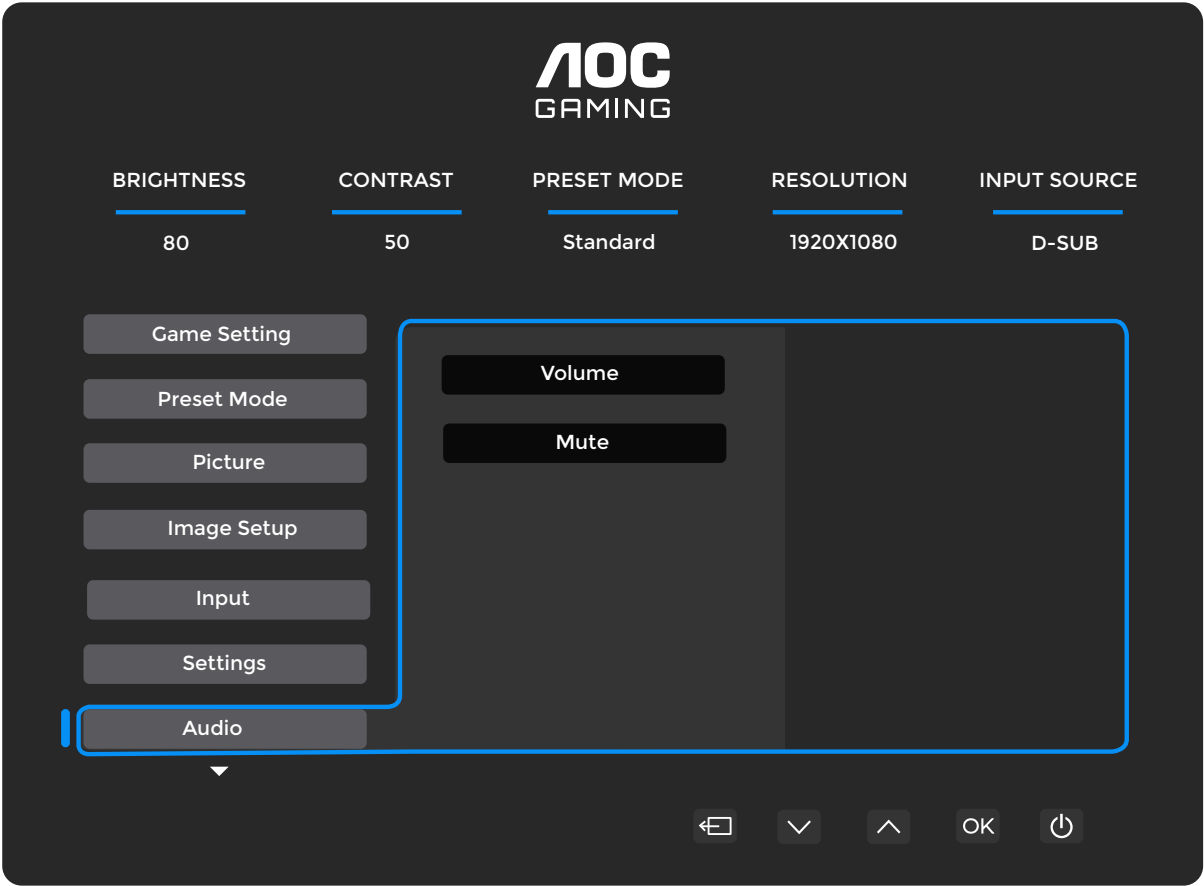 AOC
GAMING
BRIGHTNESS CONTRAST PRESET MODE RESOLUTION INPUT SOURCE
80 50 Standard 1920X1080 D-SUB
Game Setting
Volume
Preset Mode
Mute
Picture
Image Setup
Input
Settings
Audio
OK